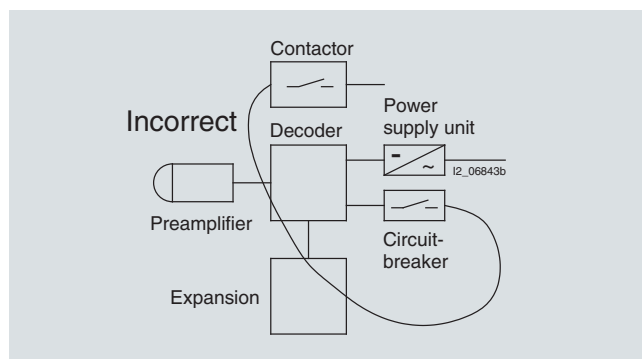 Contactor
Incorrect
Decoder
Power
supply unit
I2_06843b
Preamplifier
Circuit-
breaker
Expansion